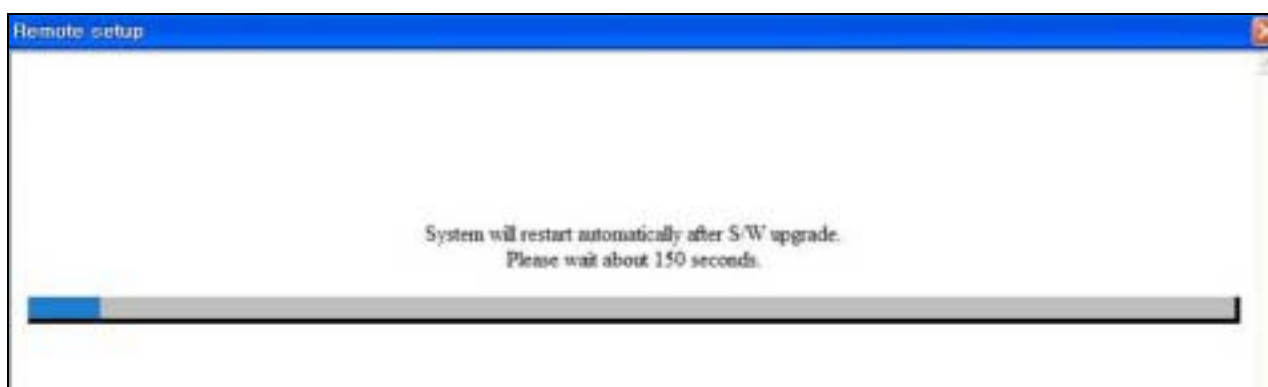 Remote setup
System will restart automatically after S/W upgrade.
Please wait about 150 seconds.